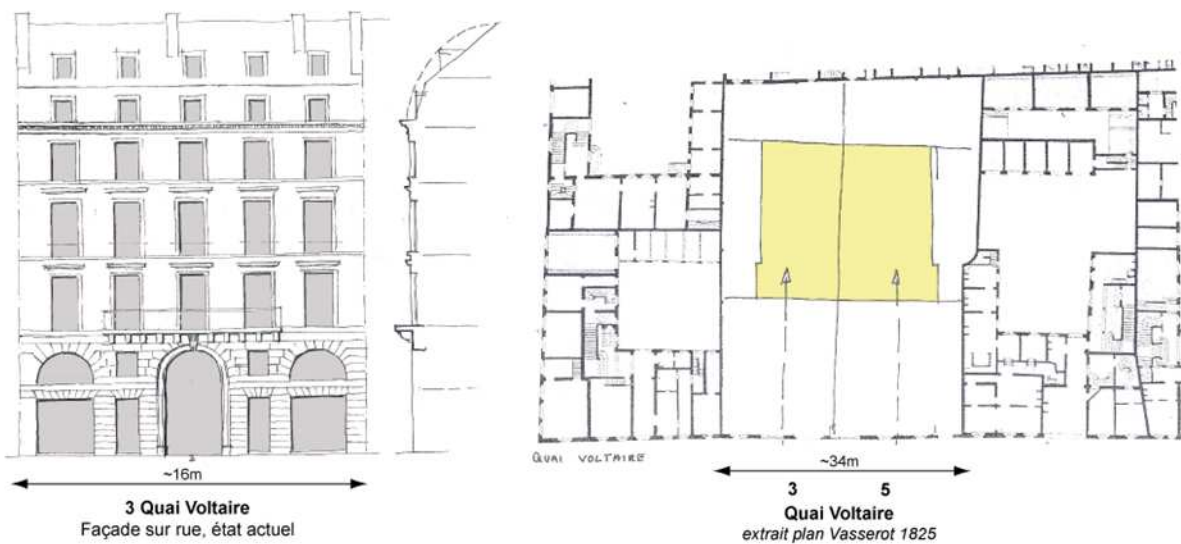 ~16m
3 Quai Voltaire
Façade sur rue, état actuel
QUAI VOLTAIRE
~34m
3 5
Quai Voltaire
extrait plan Vasserot 1825